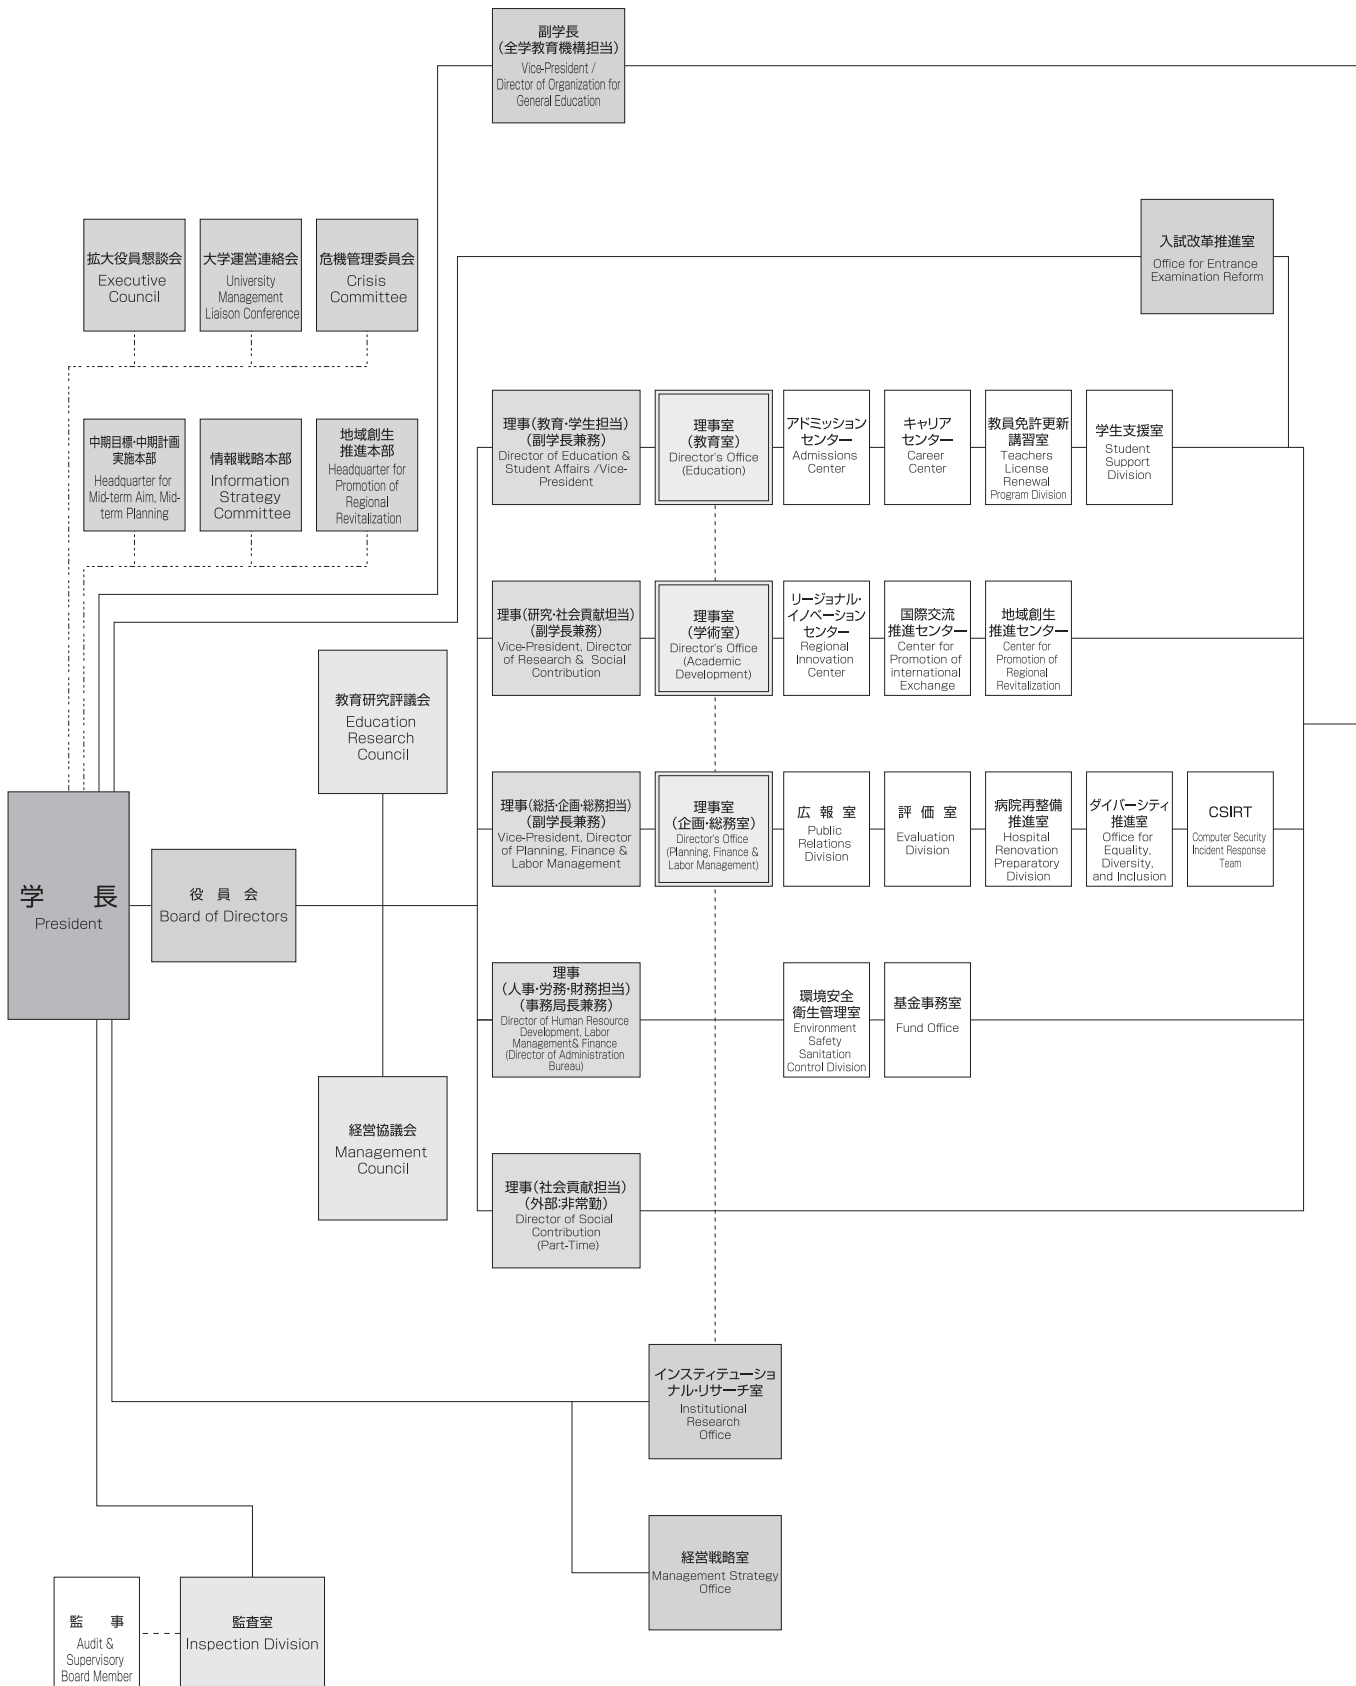 副学長
(全学教育機構担当)
Vice-President /
Director of Organization for
General Education
拡大役員懇談会
Executive
Council
大学運営連絡会
University
Management
Liaison Conference
危機管理委員会
Crisis
Committee
入試改革推進室
Office for Entrance
Examination Reform
中期目標・中期計画
実施本部
Headquarter for
Mid-term Aim, Mid-
term Planning
情報戦略本部
Information
Strategy
Committee
地域創生
推進本部
Headquarter for
Promotion of
Regional
Revitalization
理事(教育・学生担当)
(副学長兼務)
Director of Education &
Student Affairs /Vice-
President
理事室
(教育室)
Director's Office
(Education)
アドミッション
センター
Admissions
Center
キャリア
センター
Career
Center
教員免許更新
講習室
Teachers
License
Renewal
Program Division
学生支援室
Student
Support
Division
理事(研究・社会貢献担当)
(副学長兼務)
Vice-President, Director
of Research & Social
Contribution
理事室
(学術室)
Director's Office
(Academic
Development)
リージョナル・
イノベーション
センター
Regional
Innovation
Center
国際交流
推進センター
Center for
Promotion of
international
Exchange
地域創生
推進センター
Center for
Promotion of
Regional
Revitalization
教育研究評議会
Education
Research
Council
理事(総括・企画・総務担当)
(副学長兼務)
Vice-President, Director
of Planning, Finance &
Labor Management
理事室
(企画・総務室)
Director's Office
(Planning, Finance &
Labor Management)
広 報 室
Public
Relations
Division
評 価 室
Evaluation
Division
病院再整備
推進室
Hospital
Renovation
Preparatory
Division
ダイバーシティ
推進室
Office for
Equality,
Diversity,
and Inclusion
CSIRT
Computer Security
Incident Response
Team
学 長
President
役 員 会
Board of Directors
理事
(人事・労務・財務担当)
(事務局長兼務)
Director of Human Resource
Development, Labor
Management& Finance
(Director of Administration
Bureau)
環境安全
衛生管理室
Environment
Safety
Sanitation
Control Division
基金事務室
Fund Office
経営協議会
Management
Council
理事(社会貢献担当)
(外部:非常勤)
Director of Social
Contribution
(Part-Time)
インスティテューショ
ナル・リサーチ室
Institutional
Research
Office
経営戦略室
Management Strategy
Office
監 事
Audit &
Supervisory
Board Member
監査室
Inspection Division